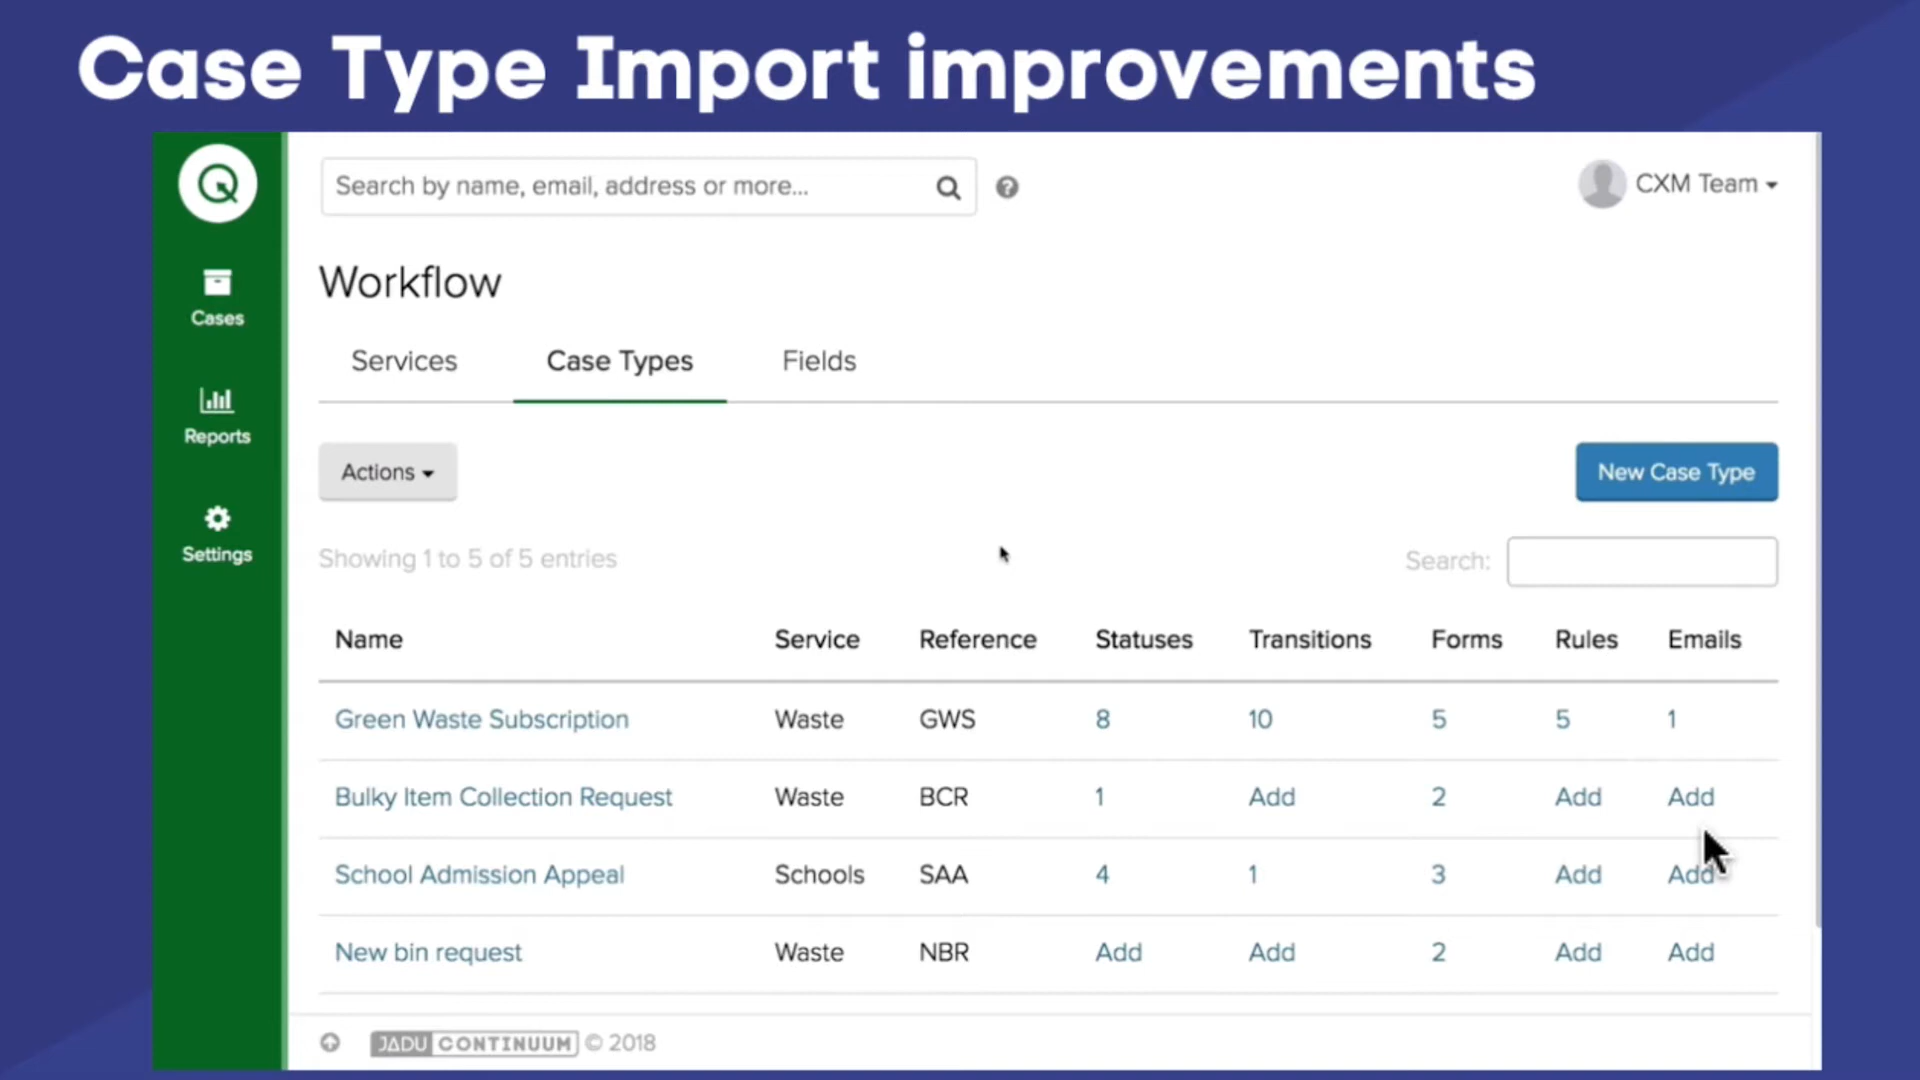 Case Type Import improvements
Search by name, email, address or more...
CXM Team
Cases
Reports
Settings
Workflow
Services Case Types Fields
Actions
New Case Type
Showing 1 to 5 of 5 entries
Search:
Name Service Reference Statuses Transitions Forms Rules Emails
Green Waste Subscription Waste GWS 8 10 5 5 1
Bulky Item Collection Request Waste BCR 1 Add 2 Add Add
School Admission Appeal Schools SAA 4 1 3 Add Add
New bin request Waste NBR Add Add 2 Add Add
JADU CONTINUUM © 2018